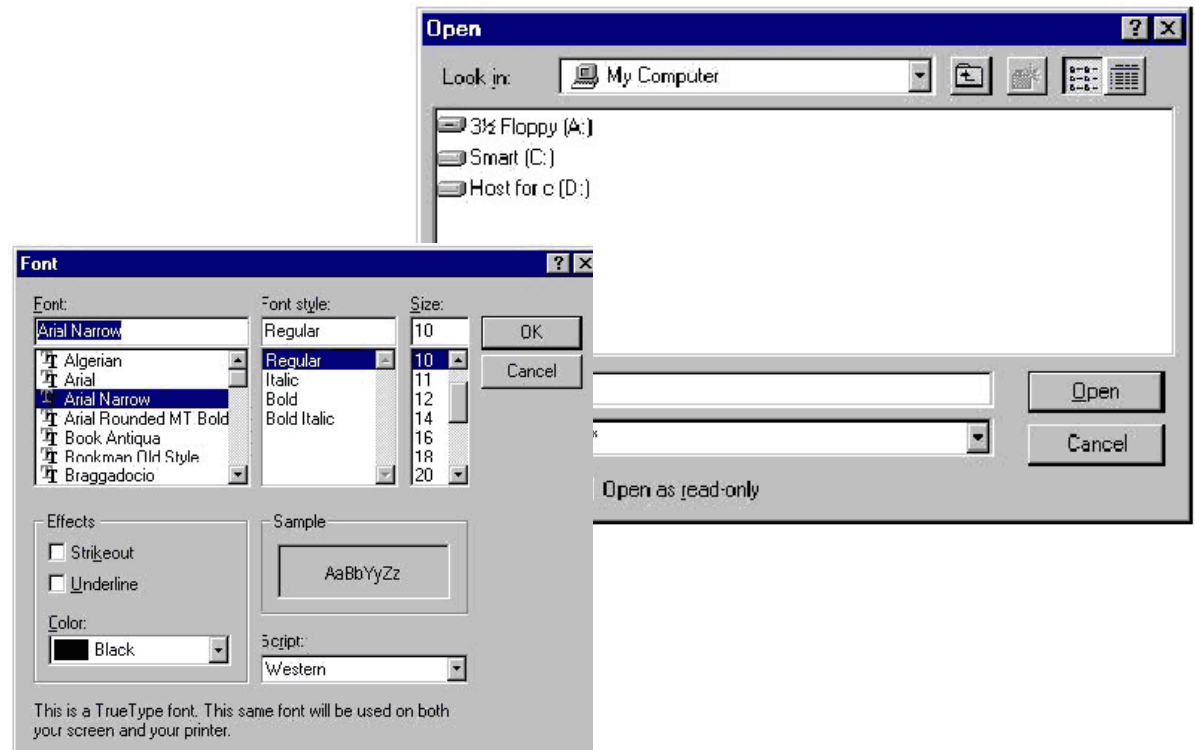 Open
Look in: My Computer
3½ Floppy (A:)
Smart (C:)
Host for c (D:)
Open
Cancel
Open as read-only
Font
Font: Font style: Size:
Arial Narrow Regular 10 OK
Cancel
Algerian Regular 10
Arial Italic 11
Arial Narrow Bold 12
Arial Rounded MT Bold Bold Italic 14
Book Antiqua 16
Bookman Old Style 18
Braggadocio 20
Effects Sample
Strikeout
Underline
AaBbYyZz
Color:
Black
Script:
Western
This is a TrueType font. This same font will be used on both
your screen and your printer.